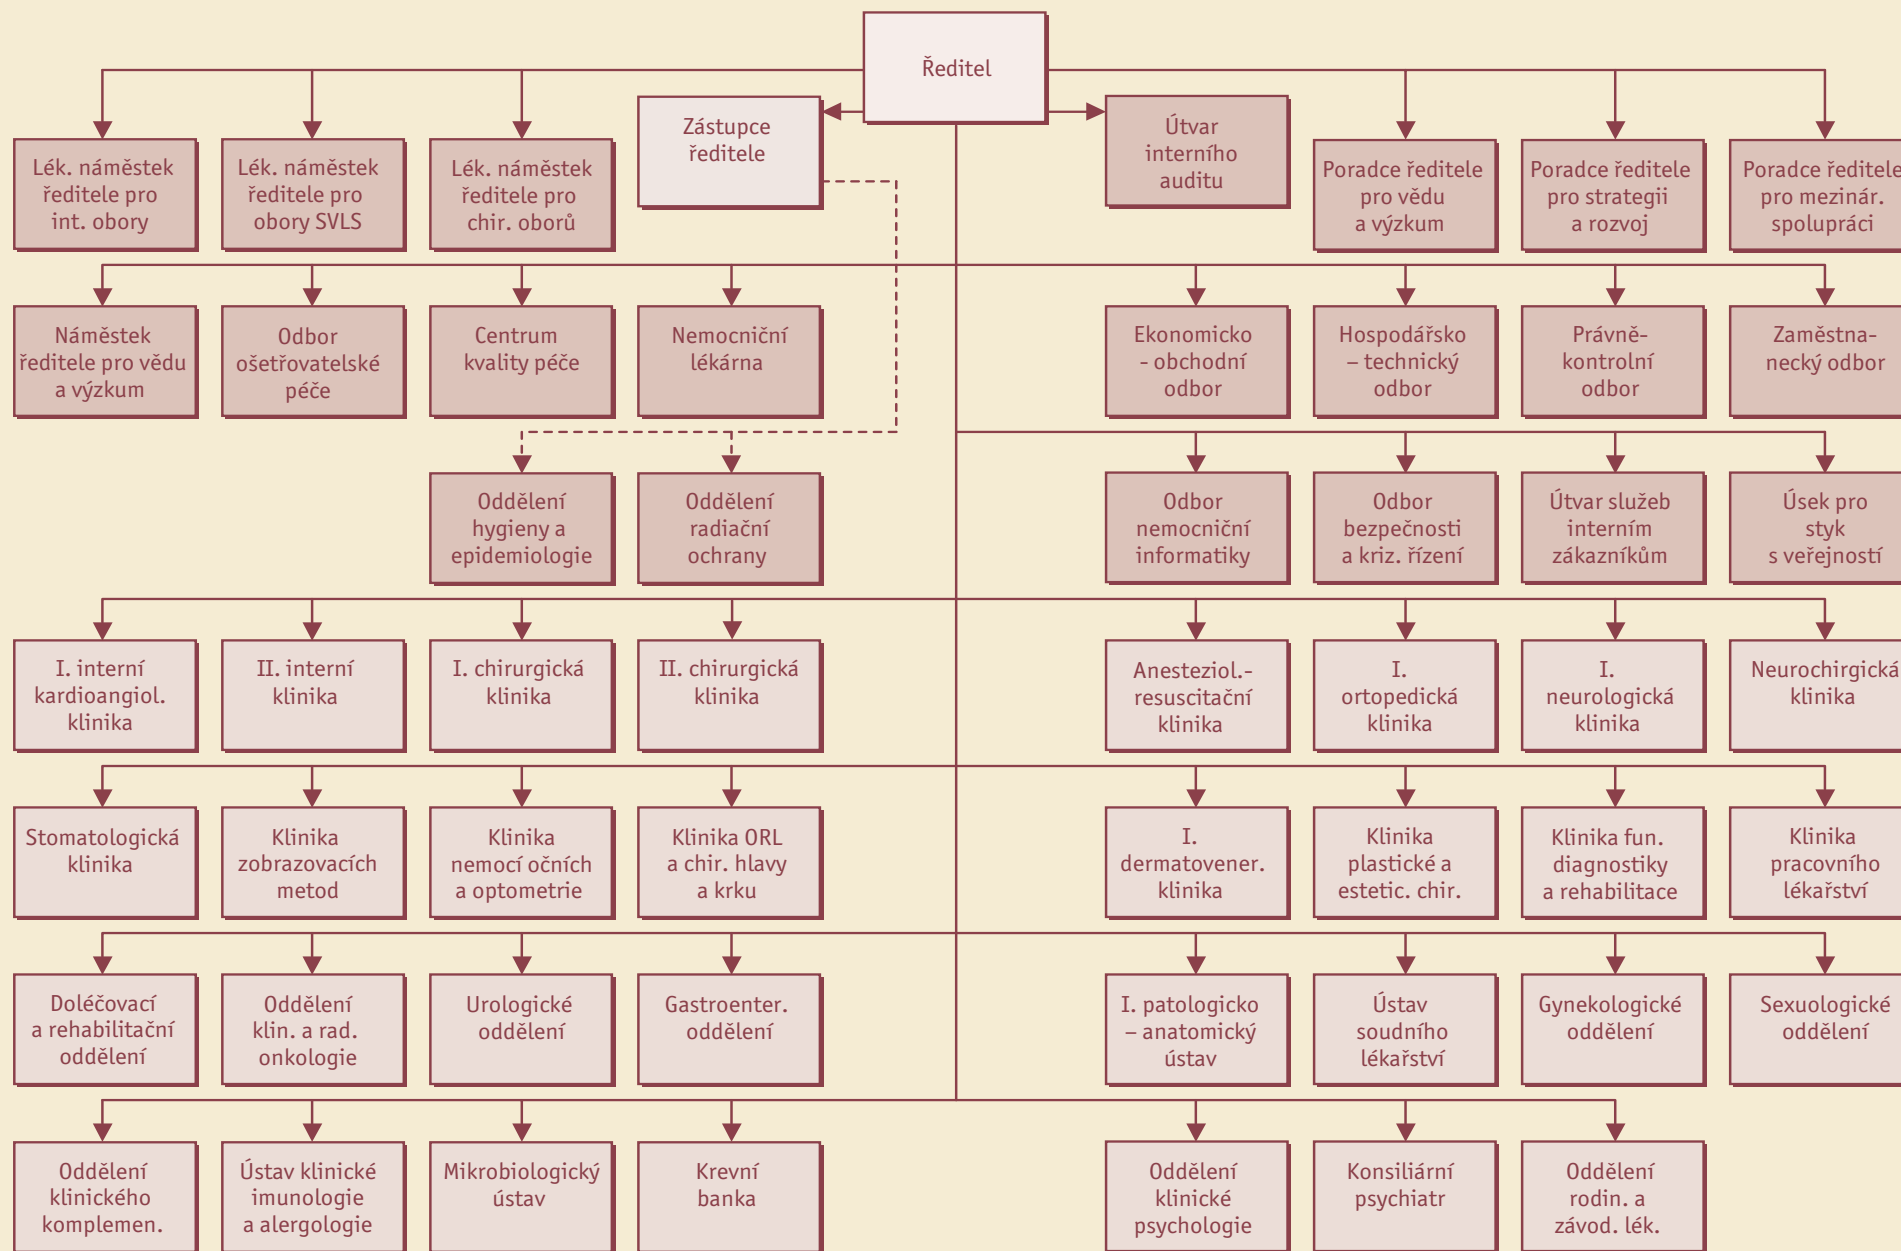 Ředitel
Zástupce
ředitele
Útvar
interního
auditu
Lék. náměstek
ředitele pro
int. obory
Lék. náměstek
ředitele pro
obory SVLS
Lék. náměstek
ředitele pro
chir. oborů
Poradce ředitele
pro vědu
a výzkum
Poradce ředitele
pro strategii
a rozvoj
Poradce ředitele
pro mezinár.
spolupráci
Náměstek
ředitele pro vědu
a výzkum
Odbor
ošetřovatelské
péče
Centrum
kvality péče
Nemocniční
lékárna
Ekonomicko
- obchodní
odbor
Hospodářsko
– technický
odbor
Právně-
kontrolní
odbor
Zaměstna-
necký odbor
Oddělení
hygieny a
epidemiologie
Oddělení
radiační
ochrany
Odbor
nemocniční
informatiky
Odbor
bezpečnosti
a kriz. řízení
Útvar služeb
interním
zákazníkům
Úsek pro
styk
s veřejností
I. interní
kardioangiol.
klinika
II. interní
klinika
I. chirurgická
klinika
II. chirurgická
klinika
Anesteziol.-
resuscitační
klinika
I.
ortopedická
klinika
I.
neurologická
klinika
Neurochirgická
klinika
Stomatologická
klinika
Klinika
zobrazovacích
metod
Klinika
nemocí očních
a optometrie
Klinika ORL
a chir. hlavy
a krku
I.
dermatovener.
klinika
Klinika
plastické a
estetic. chir.
Klinika fun.
diagnostiky
a rehabilitace
Klinika
pracovního
lékařství
Doléčovací
a rehabilitační
oddělení
Oddělení
klin. a rad.
onkologie
Urologické
oddělení
Gastroenter.
oddělení
I. patologicko
– anatomický
ústav
Ústav
soudního
lékařství
Gynekologické
oddělení
Sexuologické
oddělení
Oddělení
klinického
komplemen.
Ústav klinické
imunologie
a alergologie
Mikrobiologický
ústav
Krevní
banka
Oddělení
klinické
psychologie
Konsiliární
psychiatr
Oddělení
rodin. a
závod. lék.